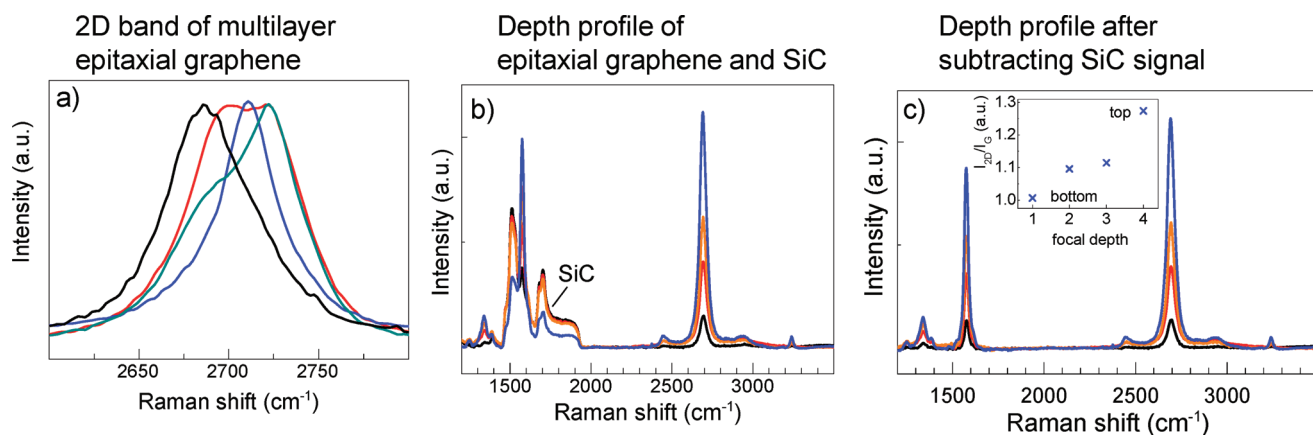 2D band of multilayer
epitaxial graphene
Depth profile of
epitaxial graphene and SiC
Depth profile after
subtracting SiC signal
a)
Intensity (a.u.)
2650
2700
2750
Raman shift (cm⁻¹)
b)
Intensity (a.u.)
SiC
1500
2000
2500
3000
Raman shift (cm⁻¹)
c)
Intensity (a.u.)
1.3
1.2
1.1
1.0
I2D/IG (a.u.)
top
bottom
1
2
3
4
focal depth
1500
2000
2500
3000
Raman shift (cm⁻¹)